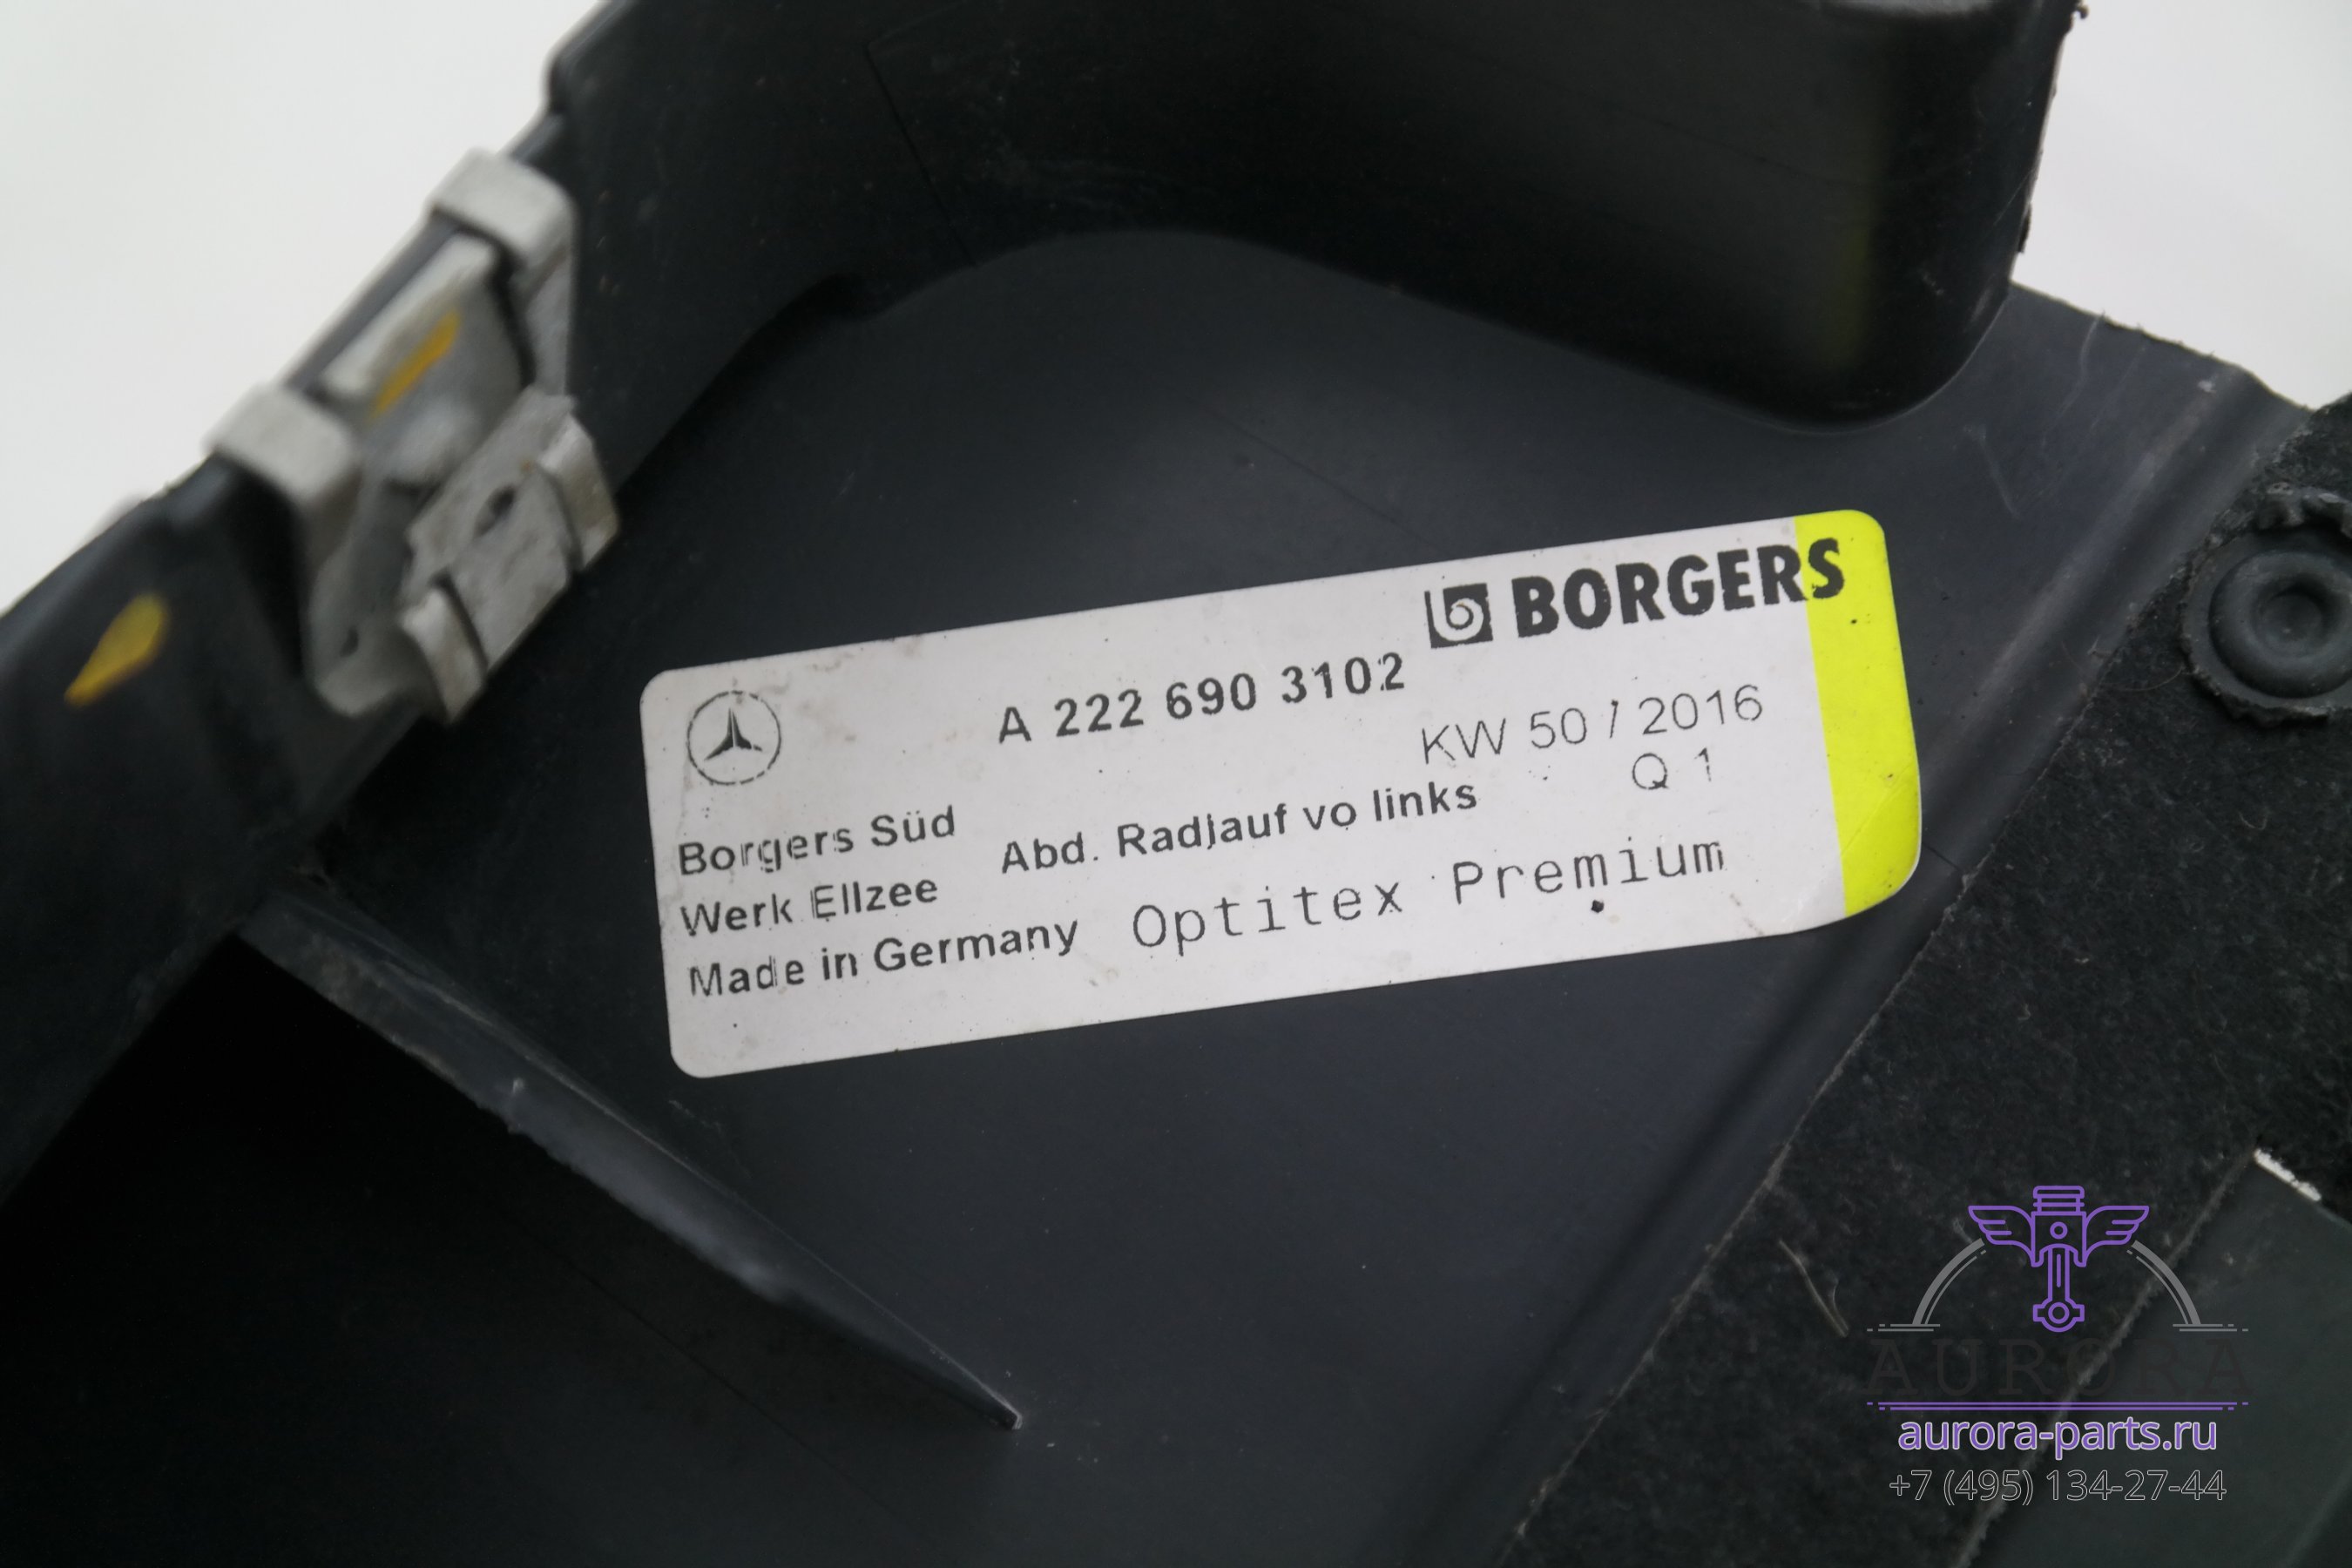 BORGERS
A 222 690 3102
KW 50 / 2016
Q 1
Borgers Süd
Abd. Radlauf vo links
Werk Ellzee
Optitex Premium
Made in Germany
AURORA
aurora-parts.ru
+7 (495) 134-27-44